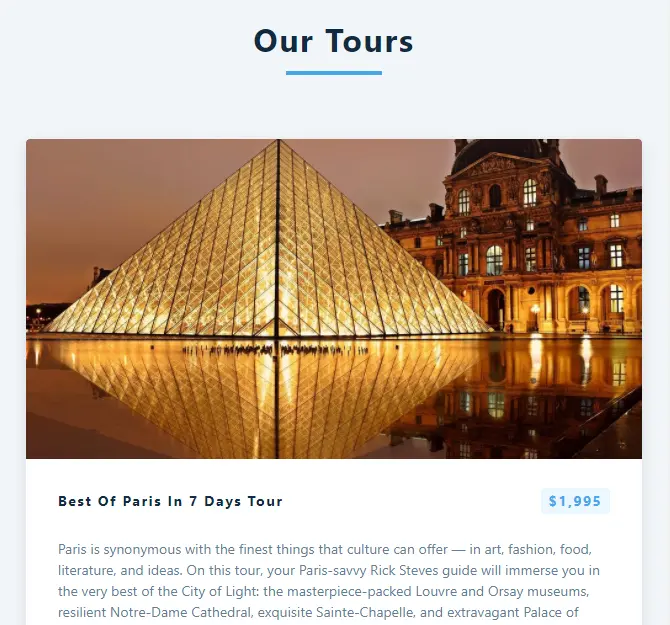 Our Tours
Best Of Paris In 7 Days Tour
$1,995
Paris is synonymous with the finest things that culture can offer — in art, fashion, food,
literature, and ideas. On this tour, your Paris-savvy Rick Steves guide will immerse you in
the very best of the City of Light: the masterpiece-packed Louvre and Orsay museums,
resilient Notre-Dame Cathedral, exquisite Sainte-Chapelle, and extravagant Palace of